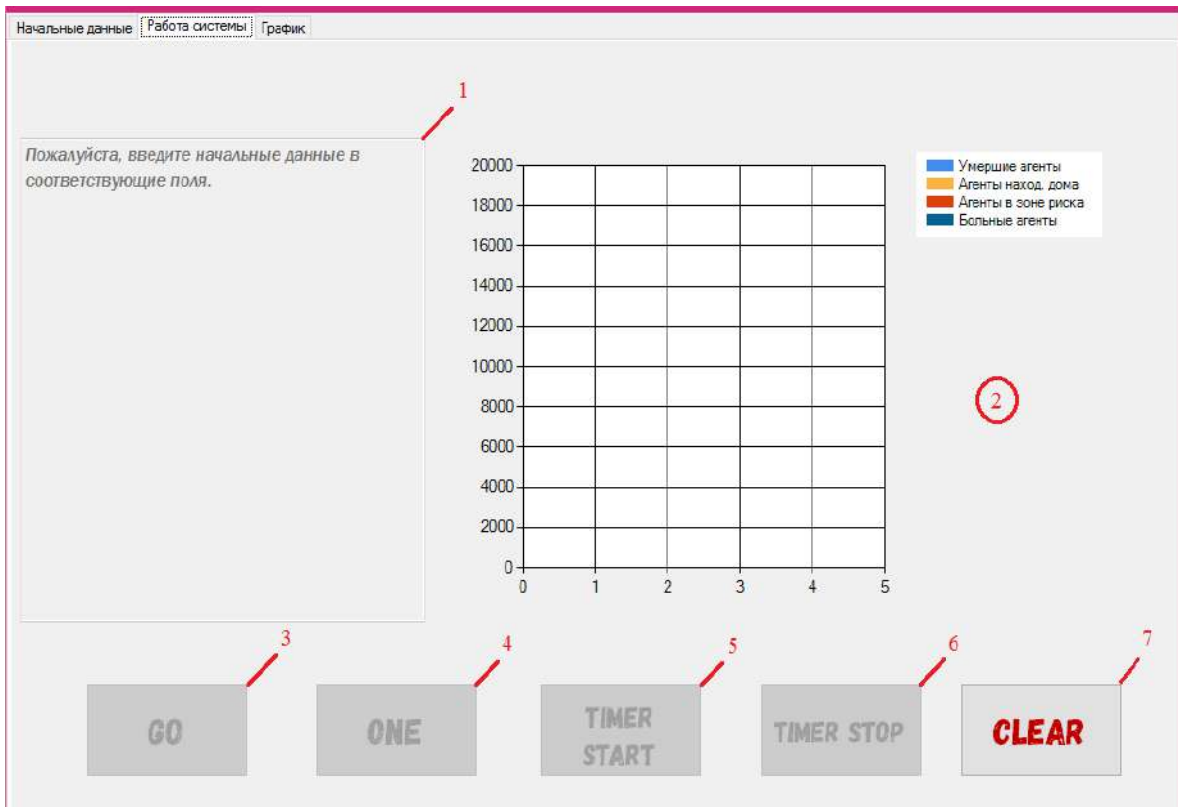 Начальные данные Работа системы График
1
Пожалуйста, введите начальные данные в
соответствующие поля.
20000
18000
16000
14000
12000
10000
8000
6000
4000
2000
0
0 1 2 3 4 5
Умершие агенты
Агенты наход. дома
Агенты в зоне риска
Больные агенты
2
3 4 5 6 7
GO
ONE
TIMER
START
TIMER STOP
CLEAR